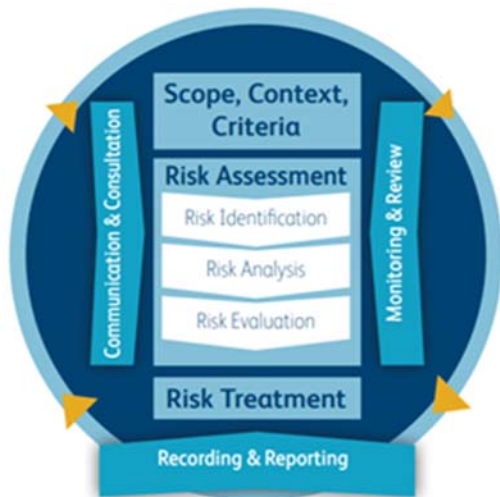 Scope, Context,
Criteria
Communication & Consultation
Risk Assessment
Risk Identification
Risk Analysis
Risk Evaluation
Monitoring & Review
Risk Treatment
Recording & Reporting